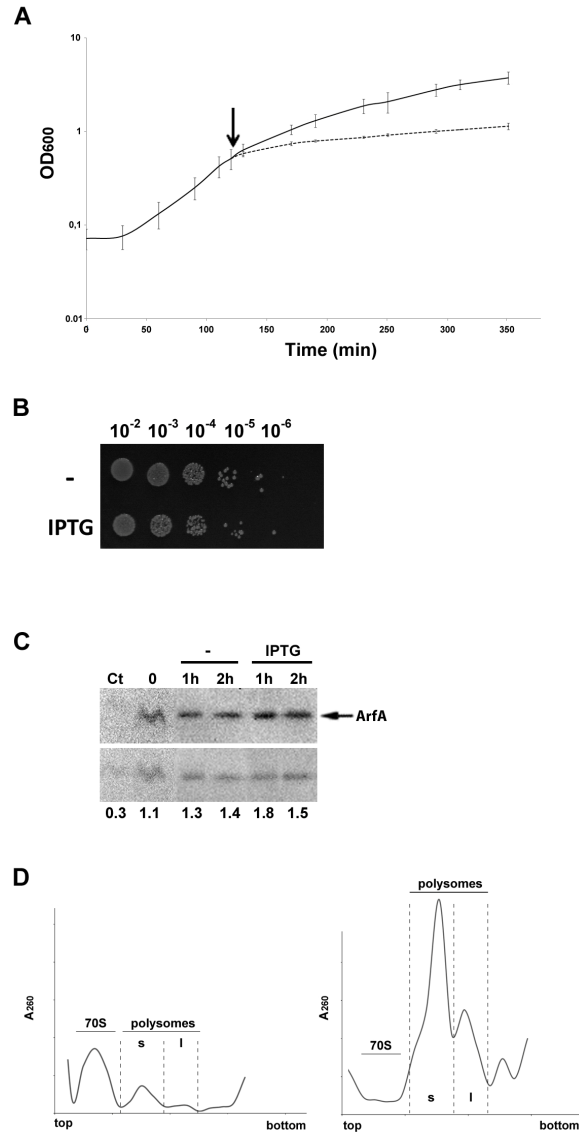 A
10
1
0,1
0.01
OD600
0 50 100 150 200 250 300 350
Time (min)
B
10-2 10-3 10-4 10-5 10-6
-
IPTG
C
- IPTG
Ct 0 1h 2h 1h 2h
ArfA
0.3 1.1 1.3 1.4 1.8 1.5
D
A260
70S polysomes
s l
top bottom
A260
polysomes
70S
s l
top bottom